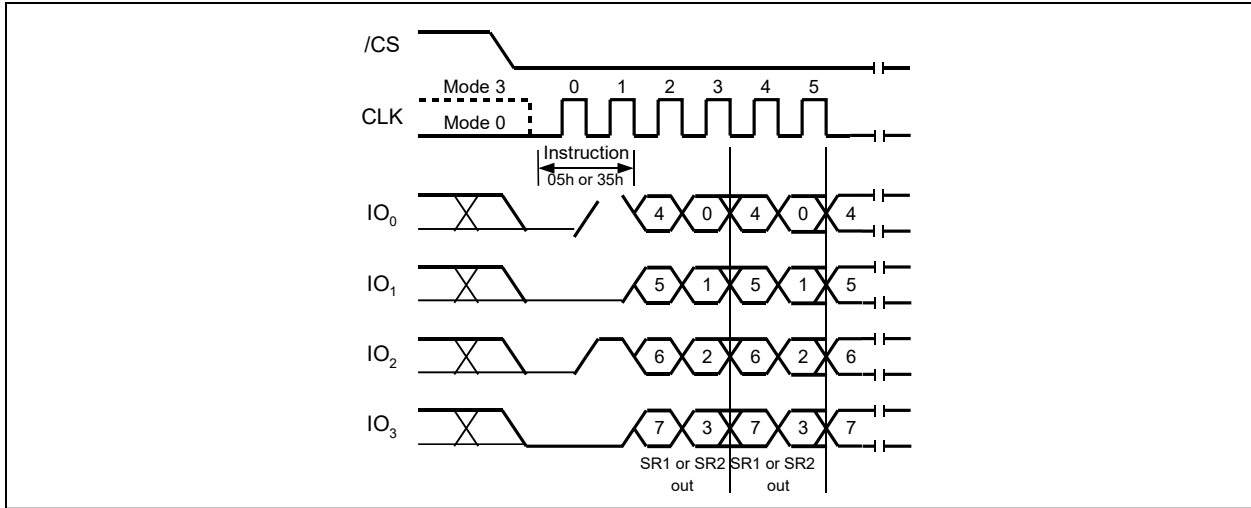 /CS
Mode 3
0 1 2 3 4 5
CLK
Mode 0
Instruction
05h or 35h
IO0 4 0 4 0 4
IO1 5 1 5 1 5
IO2 6 2 6 2 6
IO3 7 3 7 3 7
SR1 or SR2 SR1 or SR2
out out